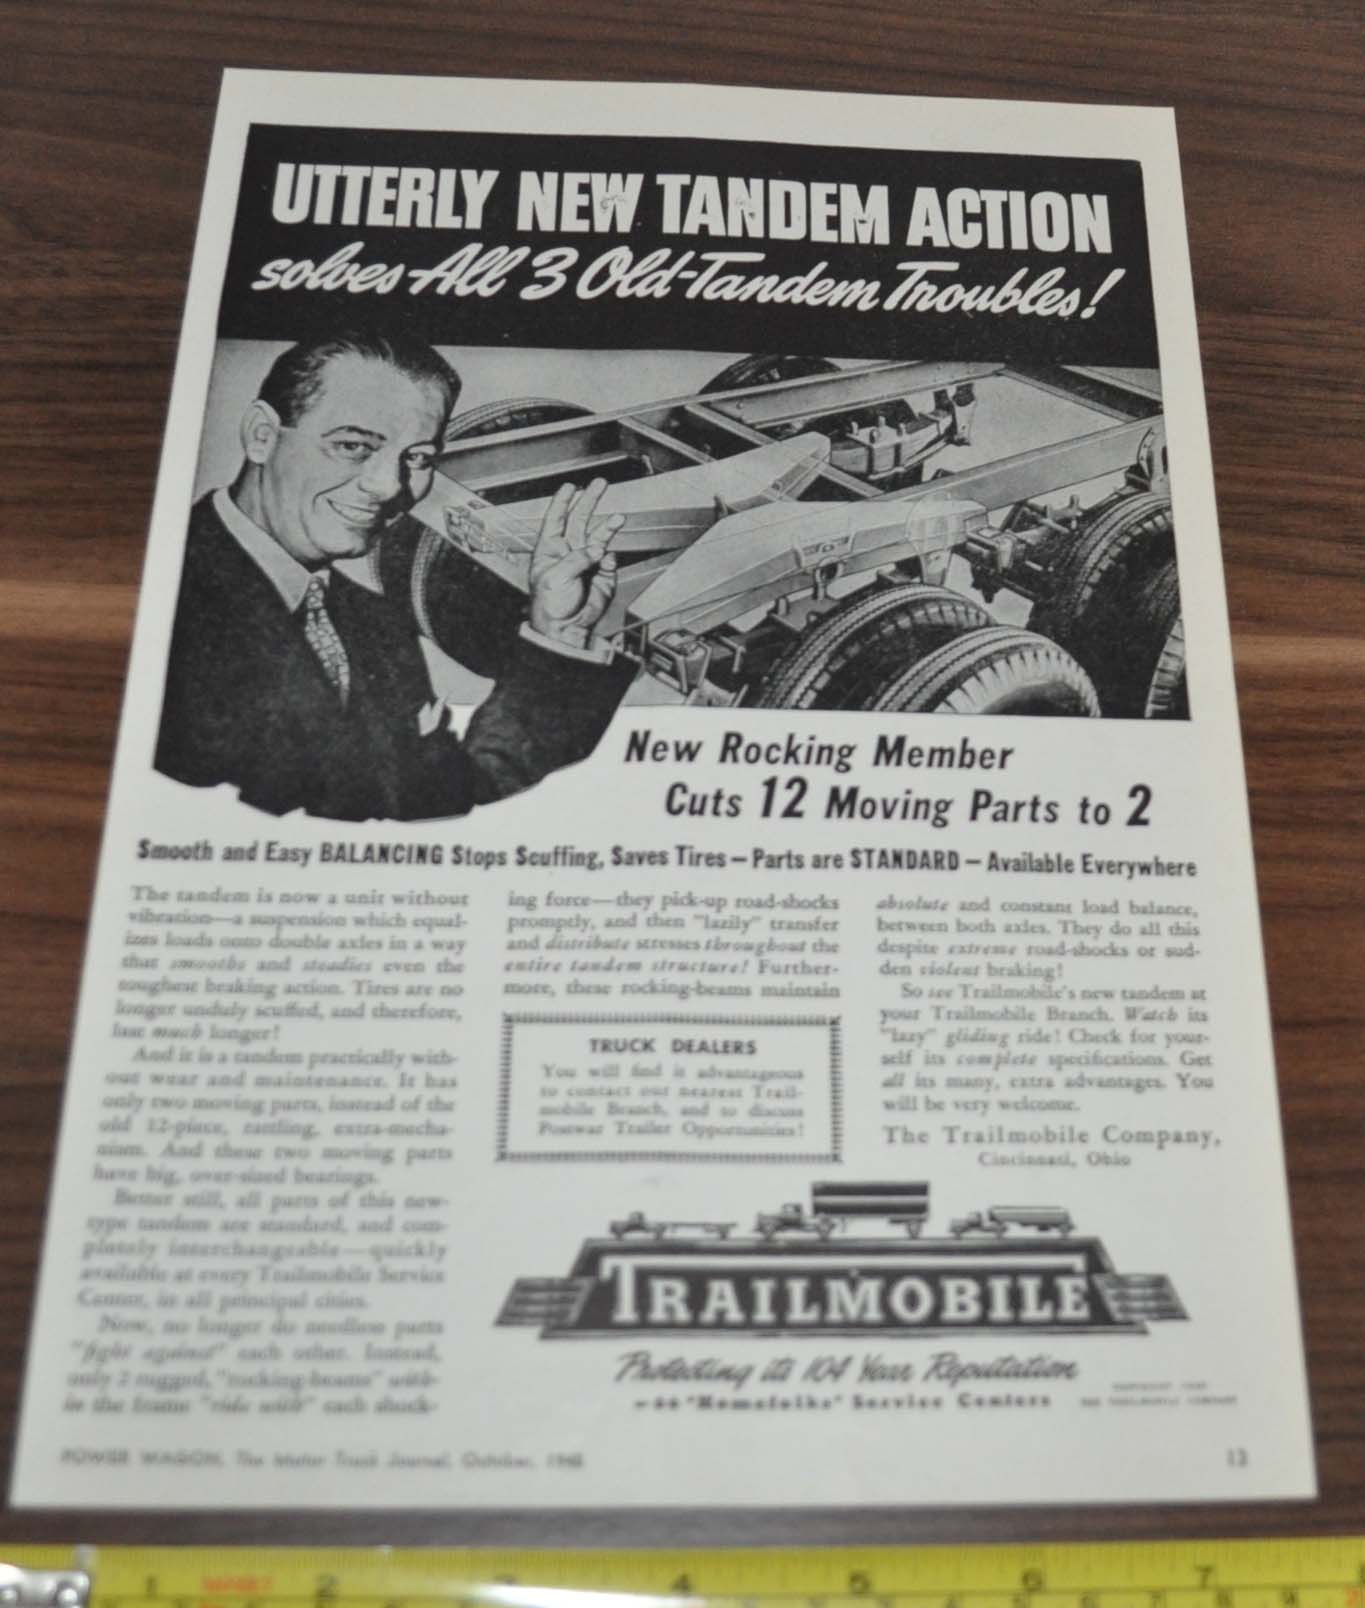 UTTERLY NEW TANDEM ACTION
solves All 3 Old-Tandem Troubles!
New Rocking Member
Cuts 12 Moving Parts to 2
Smooth and Easy BALANCING Stops Scuffing, Saves Tires – Parts are STANDARD – Available Everywhere
The tandem is now a unit without
vibration—a suspension which equal-
izes loads onto double axles in a way
that smooths and steadies even the
toughest braking action. Tires are no
longer unduly scuffed, and therefore,
last much longer!
And it is a tandem practically with-
out wear and maintenance. It has
only two moving parts, instead of the
old 12-piece, rattling, extra-mecha-
nism. And these two moving parts
have big, over-sized bearings.
Better still, all parts of this new-
type tandem are standard, and com-
pletely interchangeable—quickly
available at every Trailmobile Service
Center, in all principal cities.
Now, no longer do needless parts
"fight against" each other. Instead,
only 2 rugged, "rocking-beams" with-
in the frame "ride with" each shock-
ing force—they pick-up road-shocks
promptly, and then "lazily" transfer
and distribute stresses throughout the
entire tandem structure! Further-
more, these rocking-beams maintain
TRUCK DEALERS
You will find it advantageous
to contact our nearest Trail-
mobile Branch, and to discuss
Postwar Trailer Opportunities!
absolute and constant load balance,
between both axles. They do all this
despite extreme road-shocks or sud-
den violent braking!
So see Trailmobile's new tandem at
your Trailmobile Branch. Watch its
"lazy" gliding ride! Check for your-
self its complete specifications. Get
all its many, extra advantages. You
will be very welcome.
The Trailmobile Company,
Cincinnati, Ohio
TRAILMOBILE
Protecting its 104 Year Reputation
"Homefolks" Service Centers
THE TRAILMOBILE COMPANY
POWER WAGON, The Motor Truck Journal, October,
13
1 2 3 4 5 6 7 8